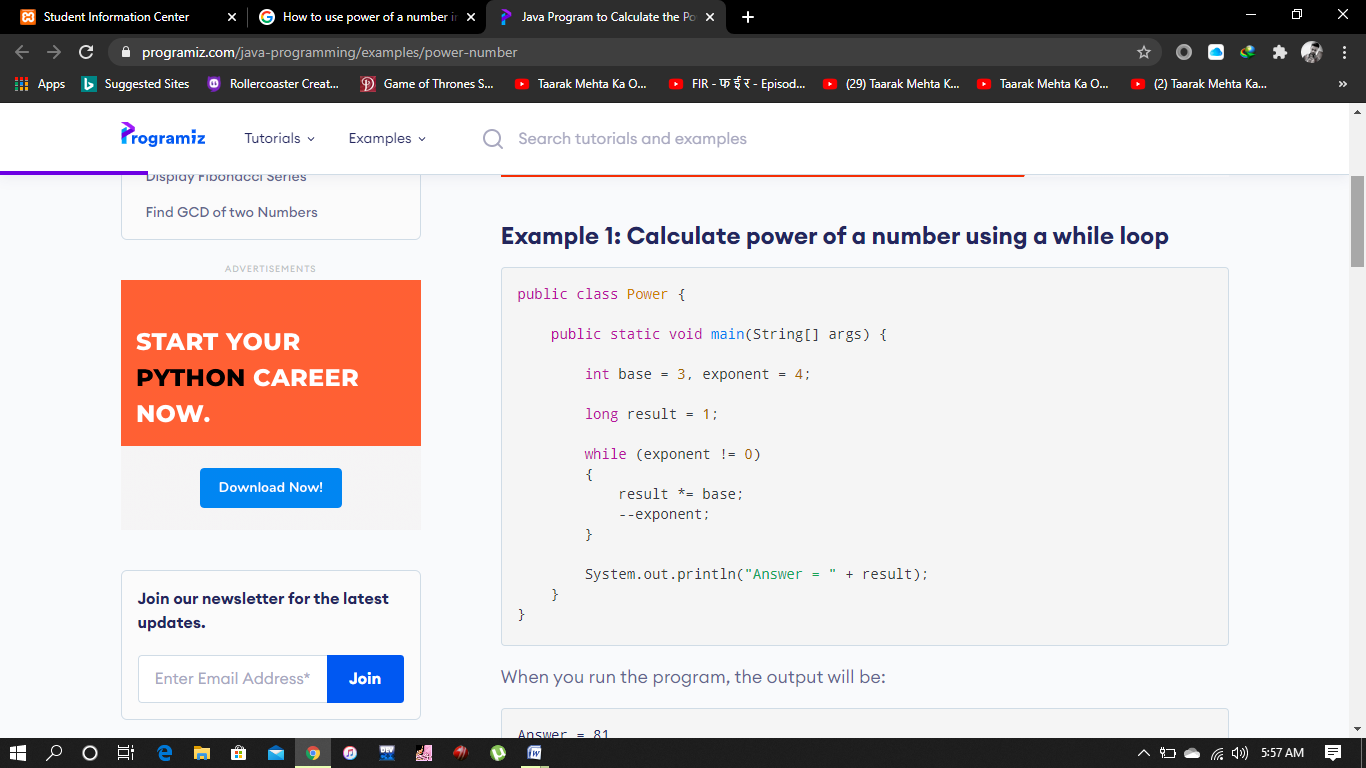 Student Information Center
How to use power of a number in
Java Program to Calculate the Po
programiz.com/java-programming/examples/power-number
Apps
Suggested Sites
Rollercoaster Creat...
Game of Thrones S...
Taarak Mehta Ka O...
FIR - एफ ई र - Episod...
(29) Taarak Mehta K...
Taarak Mehta Ka O...
(2) Taarak Mehta Ka...
»
Programiz
Tutorials
Examples
Search tutorials and examples
Display Fibonacci Series
Find GCD of two Numbers
ADVERTISEMENTS
START YOUR
PYTHON CAREER
NOW.
Download Now!
Join our newsletter for the latest
updates.
Enter Email Address*
Join
Example 1: Calculate power of a number using a while loop
public class Power {
public static void main(String[] args) {
int base = 3, exponent = 4;
long result = 1;
while (exponent != 0)
{
result *= base;
--exponent;
}
System.out.println("Answer = " + result);
}
}
When you run the program, the output will be:
Answer = 81
5:57 AM